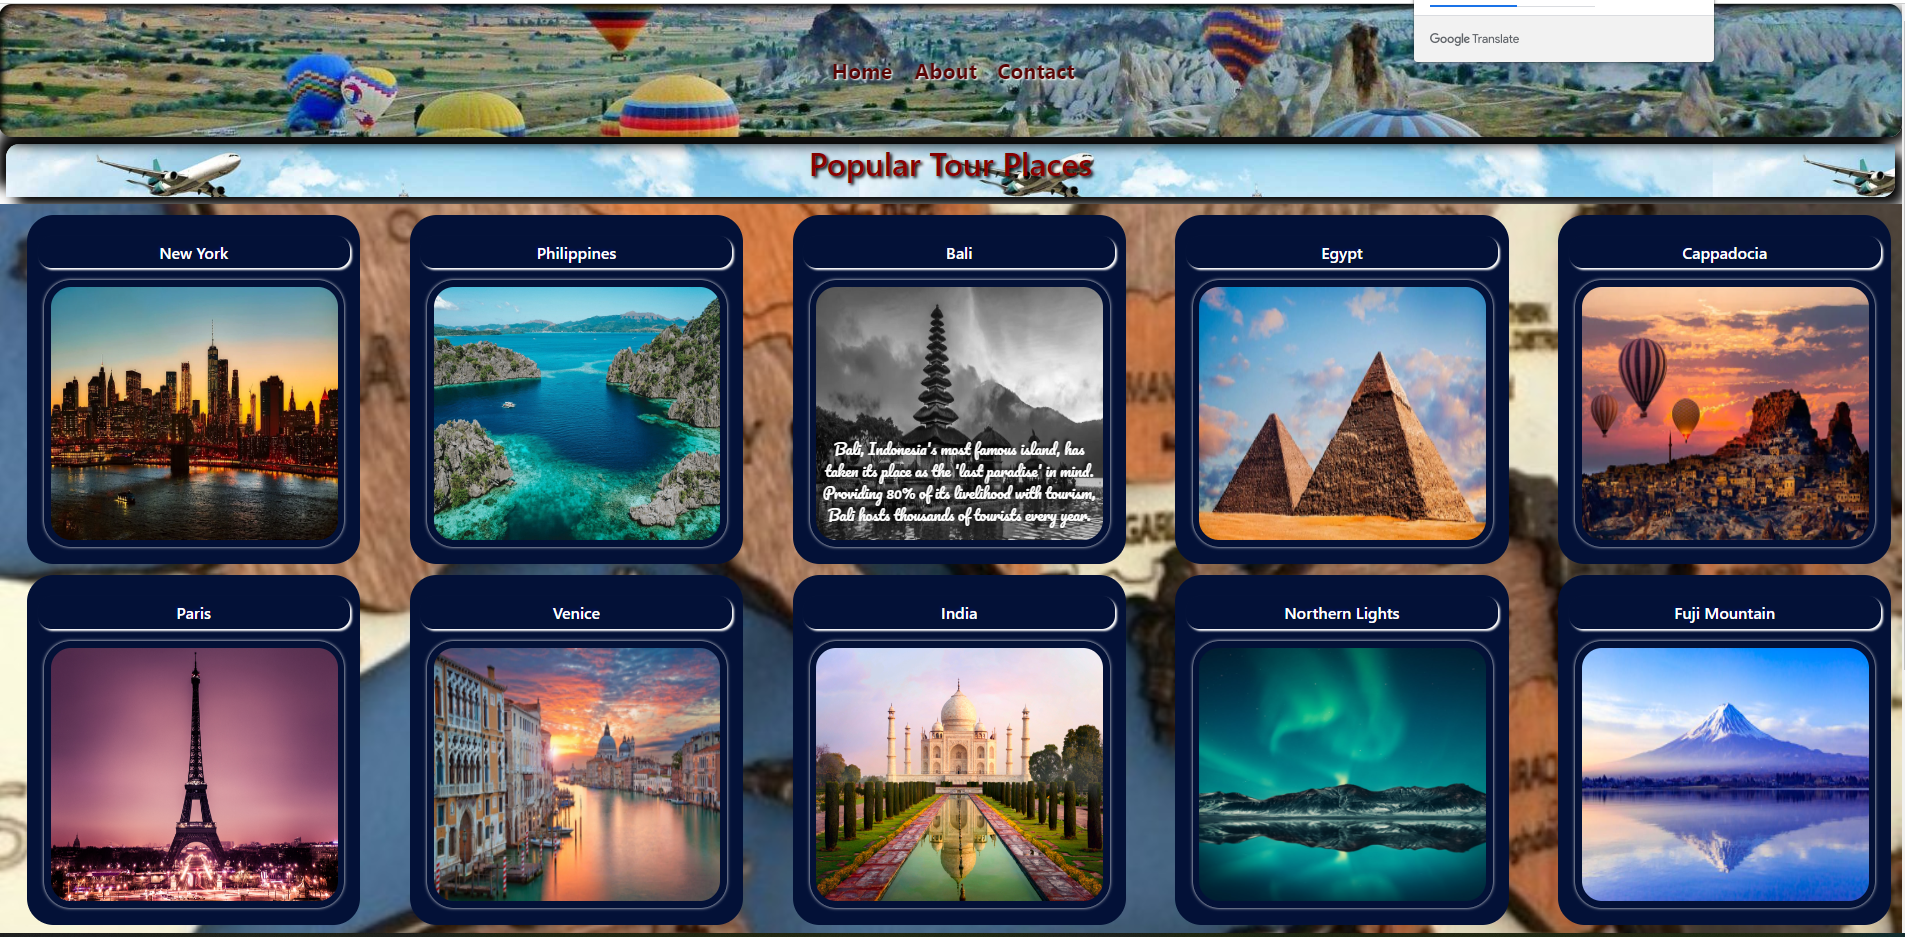 Google Translate
Home About Contact
Popular Tour Places
New York
Philippines
Bali
Egypt
Cappadocia
Bali, Indonesia's most famous island, has
taken its place as the 'last paradise' in mind.
Providing 80% of its livelihood with tourism,
Bali hosts thousands of tourists every year.
Paris
Venice
India
Northern Lights
Fuji Mountain